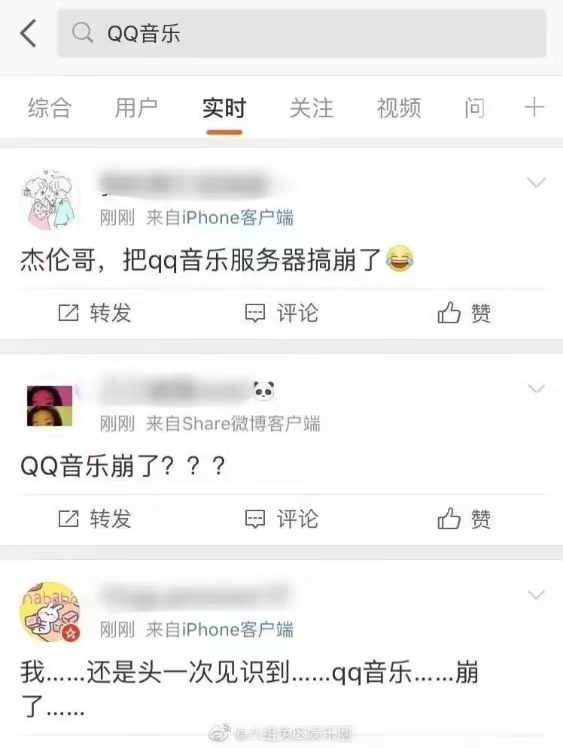 QQ音乐
综合 用户 实时 关注 视频 问
刚刚 来自iPhone客户端
杰伦哥，把qq音乐服务器搞崩了😂
转发 评论 赞
🐼
刚刚 来自Share微博客户端
QQ音乐崩了？？？
转发 评论 赞
nababa
刚刚 来自iPhone客户端
我……还是头一次见识到……qq音乐……崩
了……